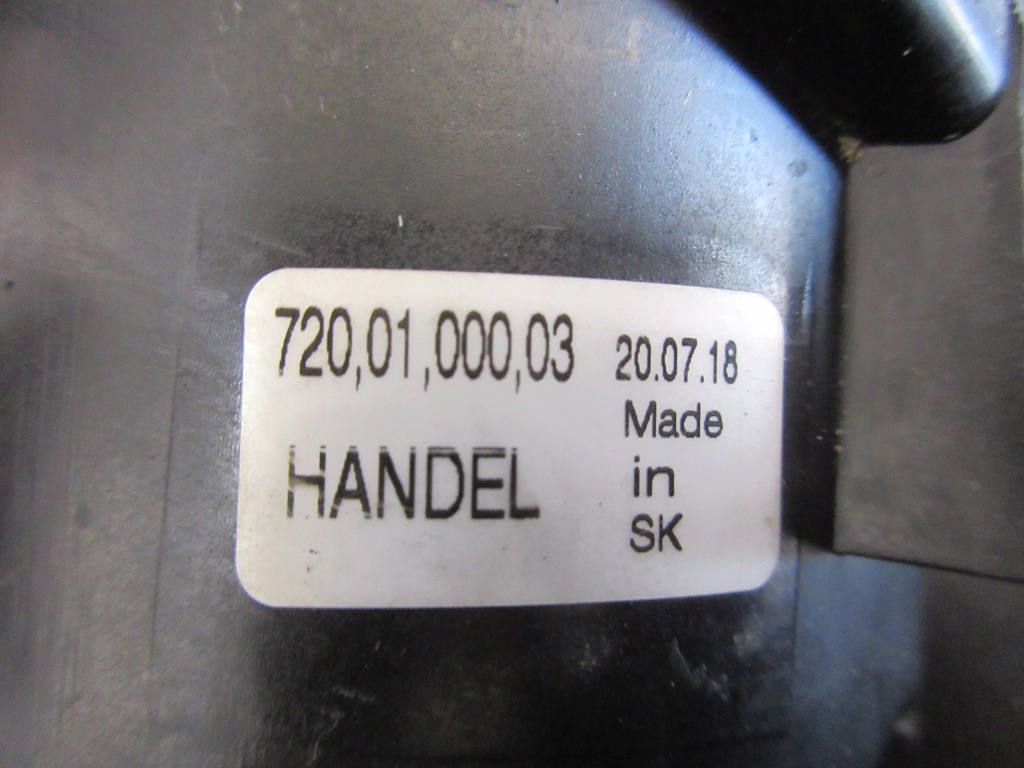 720,01,000,03
20.07.18
Made
in
SK
HANDEL